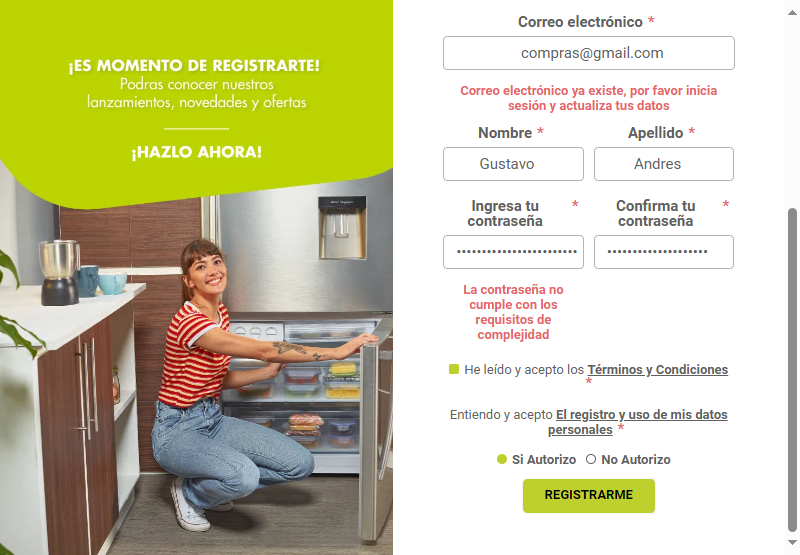 ¡ES MOMENTO DE REGISTRARTE!
Podras conocer nuestros
lanzamientos, novedades y ofertas
¡HAZLO AHORA!
Correo electrónico *
compras@gmail.com
Correo electrónico ya existe, por favor inicia
sesión y actualiza tus datos
Nombre *
Apellido *
Gustavo
Andres
Ingresa tu
contraseña
*
Confirma tu
contraseña
*
La contraseña no
cumple con los
requisitos de
complejidad
He leído y acepto los Términos y Condiciones
*
Entiendo y acepto El registro y uso de mis datos
personales *
Si Autorizo
No Autorizo
REGISTRARME